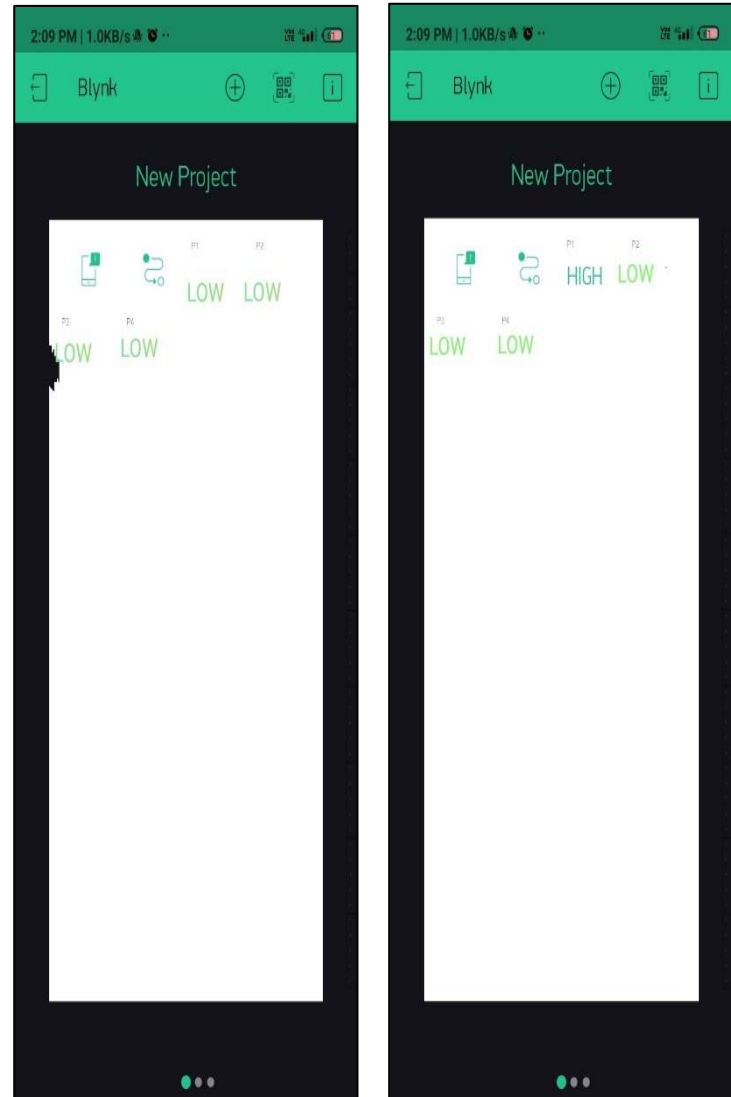 2:09 PM | 1.0KB/s
Blynk
New Project
P1 P2
LOW LOW
P3 P4
LOW LOW
2:09 PM | 1.0KB/s
Blynk
New Project
P1 P2
HIGH LOW
P3 P4
LOW LOW